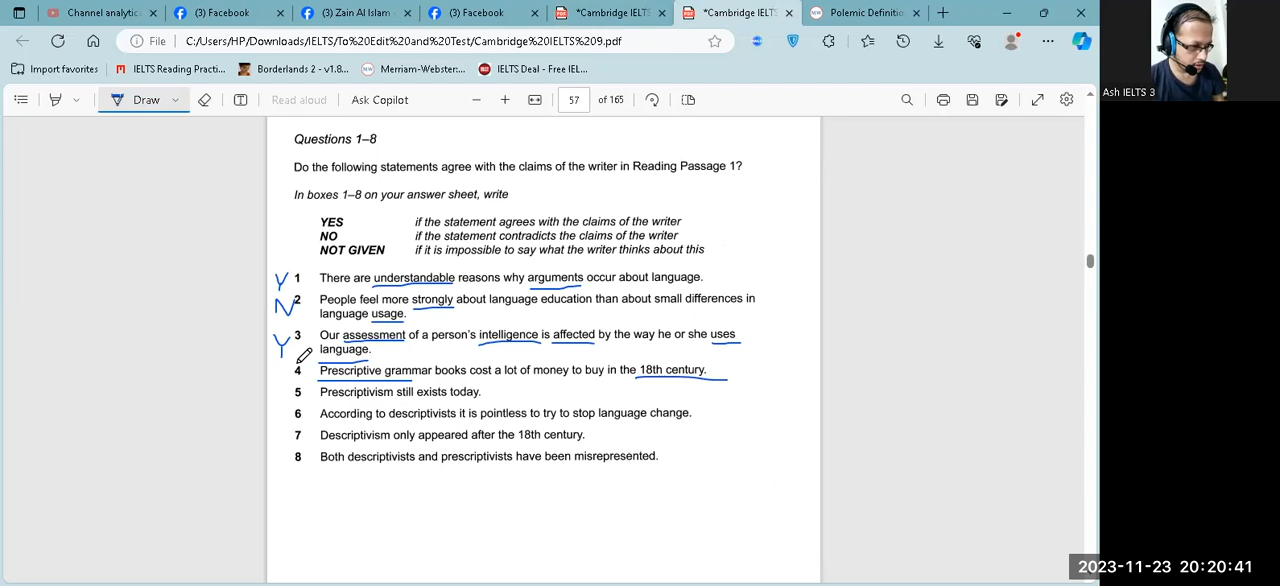 Channel analytic
(3) Facebook
(3) Zain Al Islam
(3) Facebook
*Cambridge IELTS
*Cambridge IELT
Polemic Definitio
File
C:/Users/HP/Downloads/IELTS/To%20Edit%20and%20Test/Cambridge%20IELTS%209.pdf
Import favorites
IELTS Reading Practi...
Borderlands 2 - v1.8...
Merriam-Webster:...
IELTS Deal - Free IEL...
Draw
Read aloud
Ask Copilot
57
of 165
Ash IELTS 3
Questions 1–8
Do the following statements agree with the claims of the writer in Reading Passage 1?
In boxes 1–8 on your answer sheet, write
YES if the statement agrees with the claims of the writer
NO if the statement contradicts the claims of the writer
NOT GIVEN if it is impossible to say what the writer thinks about this
Y 1 There are understandable reasons why arguments occur about language.
N 2 People feel more strongly about language education than about small differences in
language usage.
Y 3 Our assessment of a person's intelligence is affected by the way he or she uses
language.
4 Prescriptive grammar books cost a lot of money to buy in the 18th century.
5 Prescriptivism still exists today.
6 According to descriptivists it is pointless to try to stop language change.
7 Descriptivism only appeared after the 18th century.
8 Both descriptivists and prescriptivists have been misrepresented.
2023-11-23 20:20:41